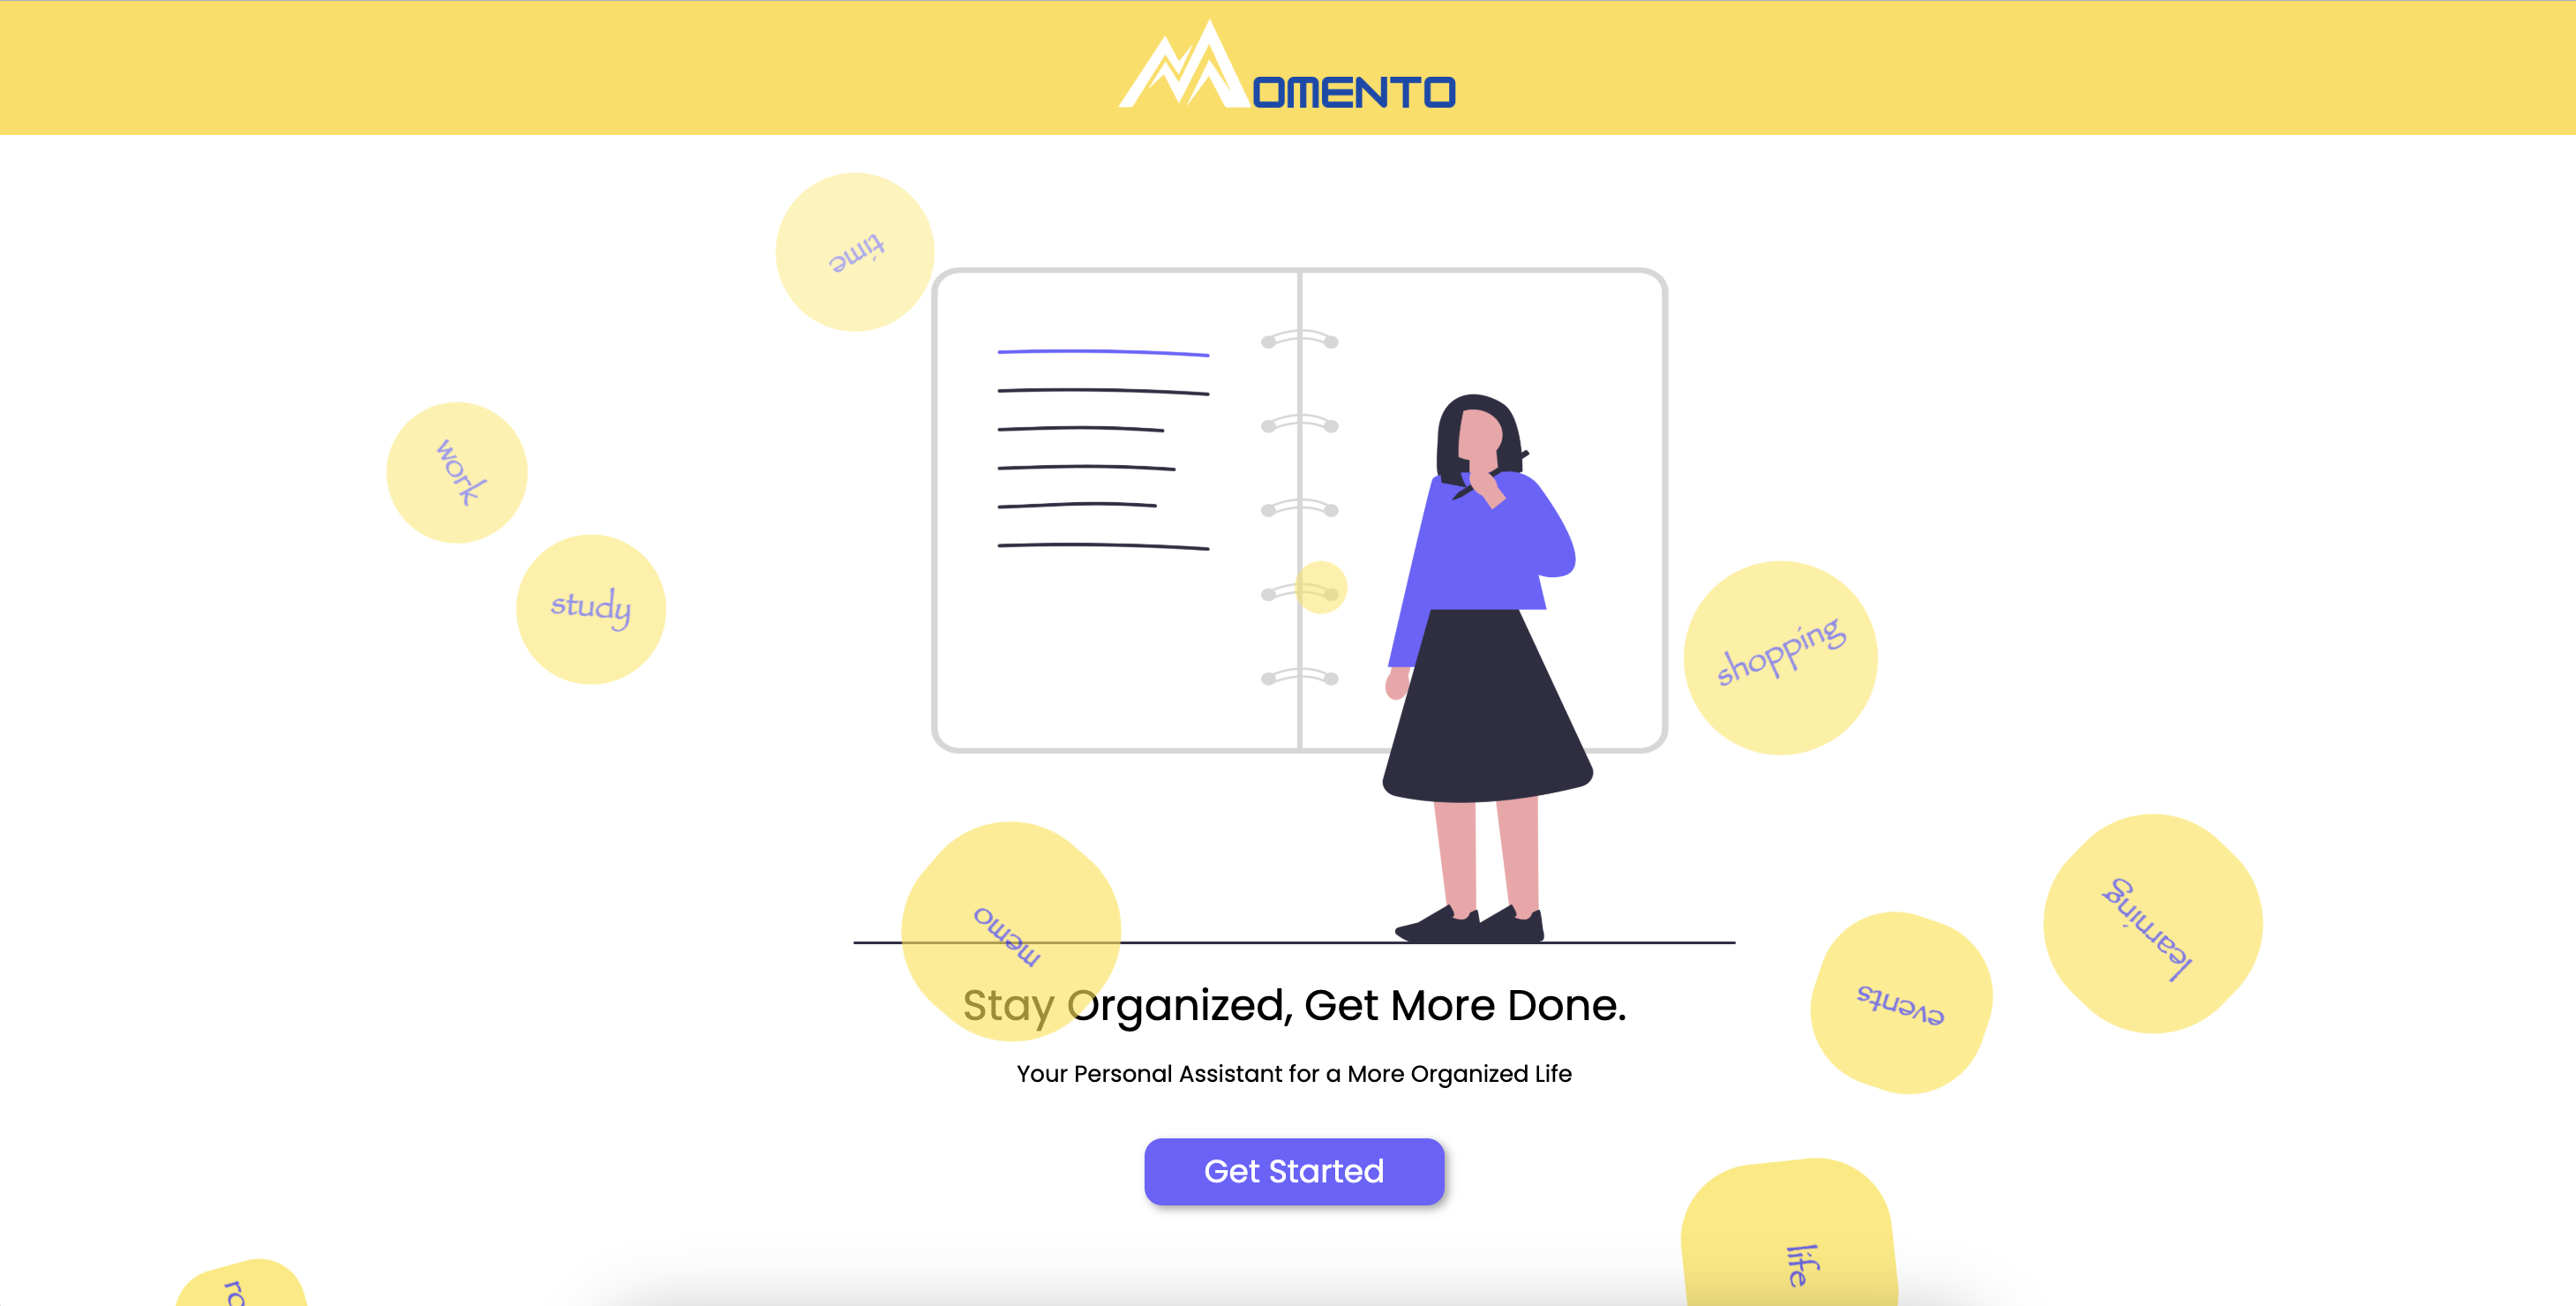 MOMENTO
time
work
study
shopping
learning
memo
events
Stay Organized, Get More Done.
Your Personal Assistant for a More Organized Life
Get Started
life